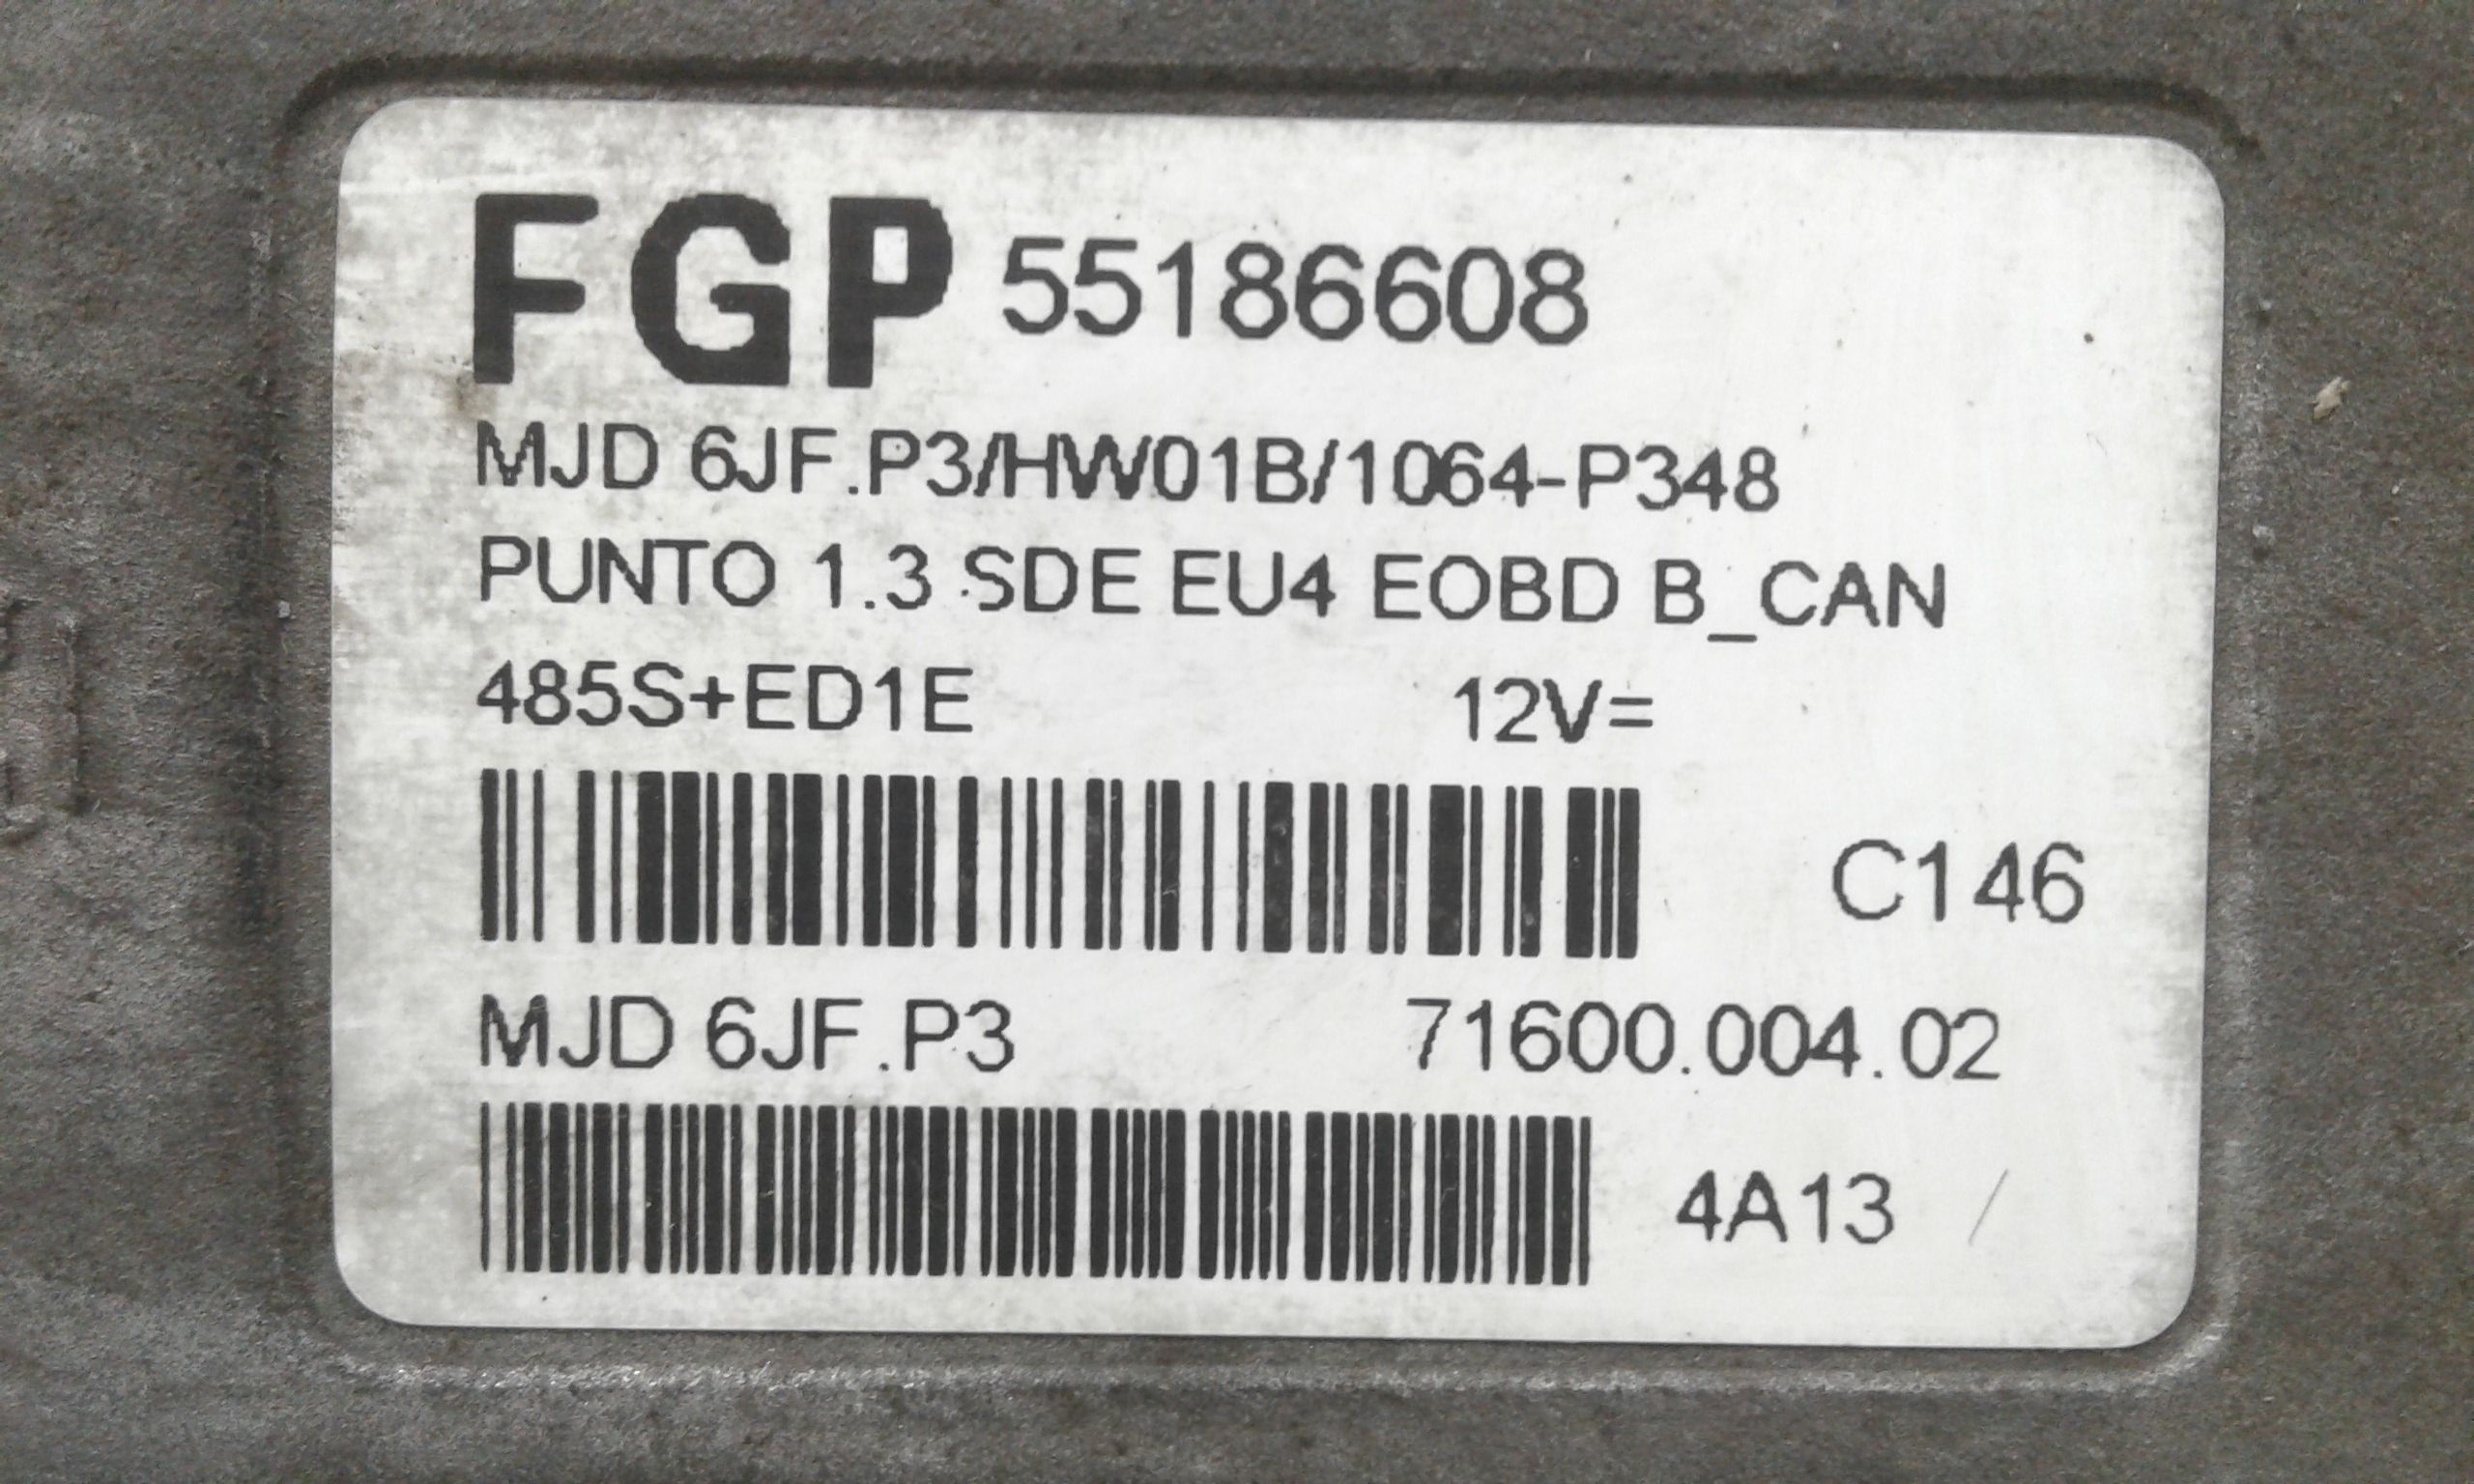 FGP 55186608
MJD 6JF.P3/HW01B/1064-P348
PUNTO 1.3 SDE EU4 EOBD B_CAN
485S+ED1E 12V=
C146
MJD 6JF.P3 71600.004.02
4A13